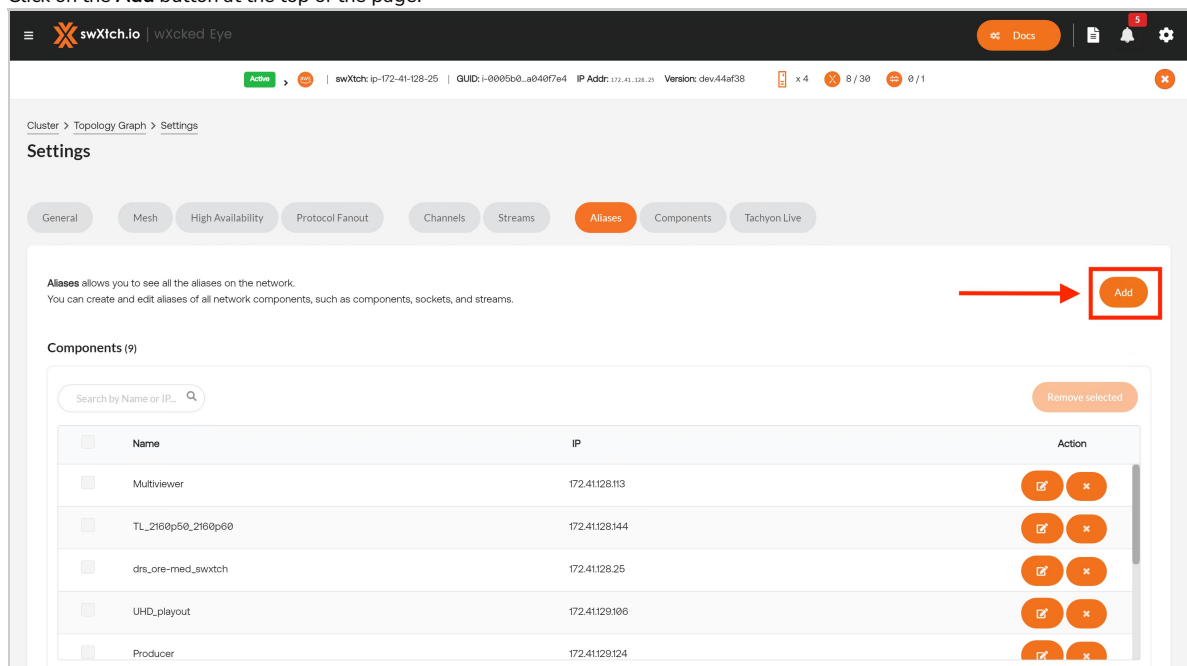 Click on the Add button at the top of the page.
swXtch.io | wXcked Eye
Docs
5
Active > aws | swXtch: ip-172-41-128-25 | GUID: i-0005b0...a040f7e4 IP Addr: 172.41.128.25 Version: dev.44af38 x 4 8 / 30 0 / 1
Cluster > Topology Graph > Settings
Settings
General Mesh High Availability Protocol Fanout Channels Streams Aliases Components Tachyon Live
Aliases allows you to see all the aliases on the network.
You can create and edit aliases of all network components, such as components, sockets, and streams.
Add
Components (9)
Search by Name or IP...
Remove selected
Name IP Action
Multiviewer 172.41.128.113
TL_2160p50_2160p60 172.41.128.144
drs_ore-med_swxtch 172.41.128.25
UHD_playout 172.41.129.106
Producer 172.41.129.124